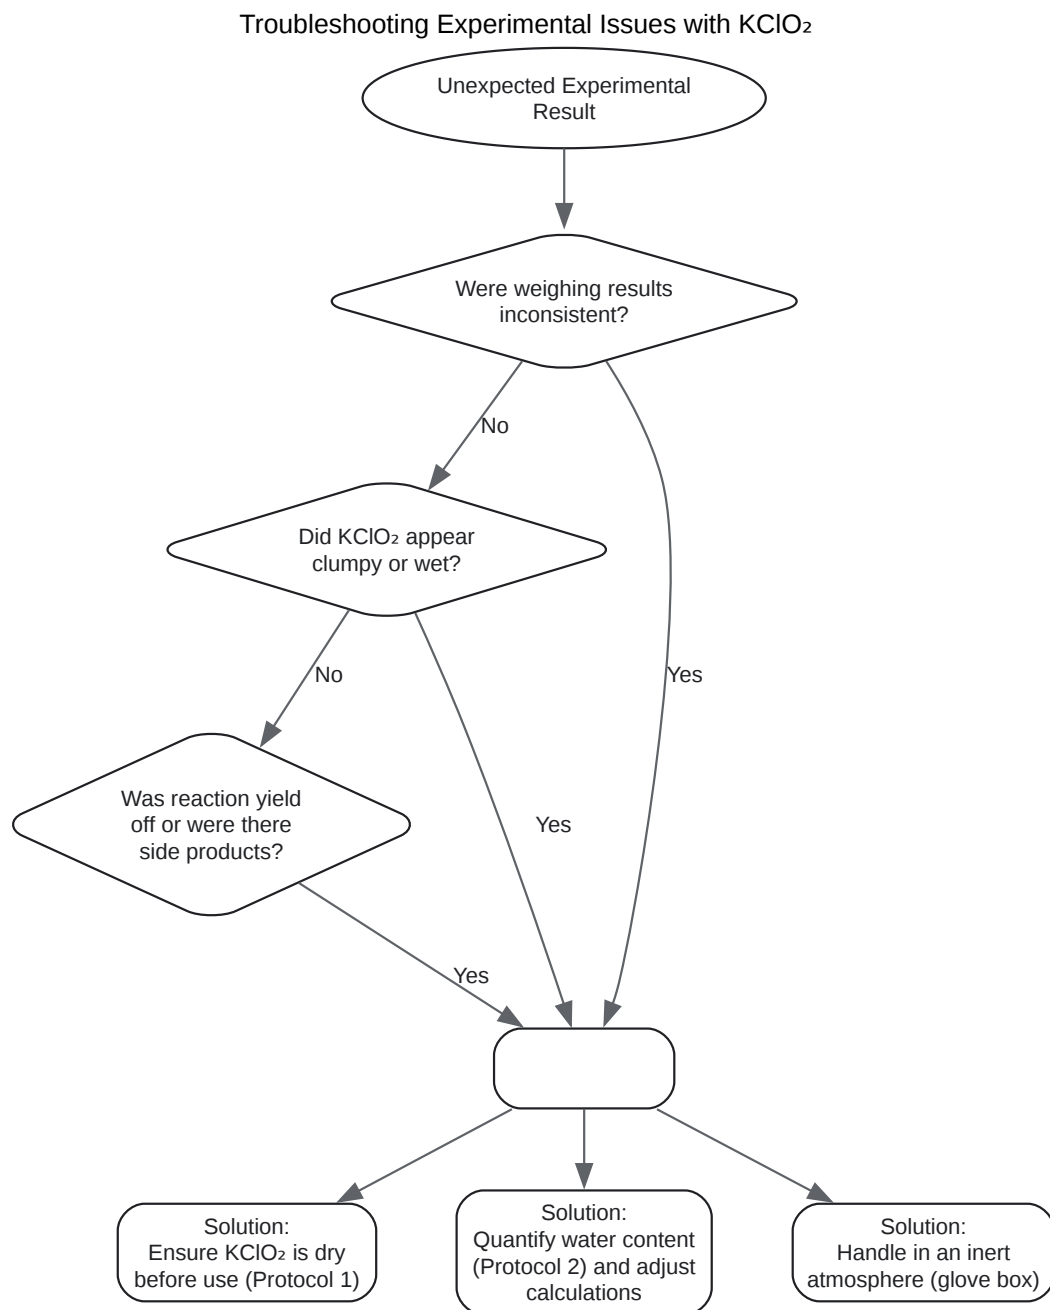 Troubleshooting Experimental Issues with KClO₂
Unexpected Experimental
Result
Were weighing results
inconsistent?
No
Did KClO₂ appear
clumpy or wet?
No
Yes
Was reaction yield
off or were there
side products?
Yes
Yes
Solution:
Ensure KClO₂ is dry
before use (Protocol 1)
Solution:
Quantify water content
(Protocol 2) and adjust
calculations
Solution:
Handle in an inert
atmosphere (glove box)